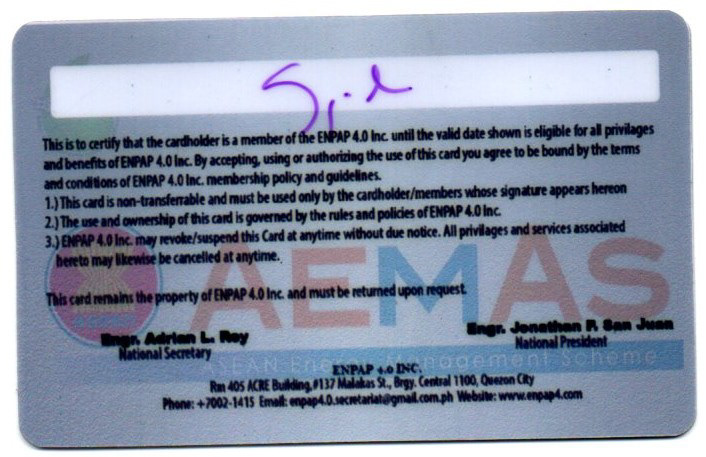 This is to certify that the cardholder is a member of the ENPAP 4.0 Inc. until the valid date shown is eligible for all privilages
and benefits of ENPAP 4.0 Inc. By accepting, using or authorizing the use of this card you agree to be bound by the terms
and conditions of ENPAP 4.0 Inc. membership policy and guidelines.
1.) This card is non-transferrable and must be used only by the cardholder/members whose signature appears hereon
2.) The use and ownership of this card is governed by the rules and policies of ENPAP 4.0 Inc.
3.) ENPAP 4.0 Inc. may revoke/suspend this Card at anytime without due notice. All privilages and services associated
hereto may likewise be cancelled at anytime.
AEMAS
This card remains the property of ENPAP 4.0 Inc. and must be returned upon request.
Engr. Adrian L. Roy
National Secretary
Engr. Jonathan P. San Juan
National President
ASEAN Energy Management Scheme
ENPAP 4.0 INC.
Rm 405 ACRE Building,#137 Malakas St., Brgy. Central 1100, Quezon City
Phone: +7002-1415 Email: enpap4.0.secretariat@gmail.com.ph Website: www.enpap4.com